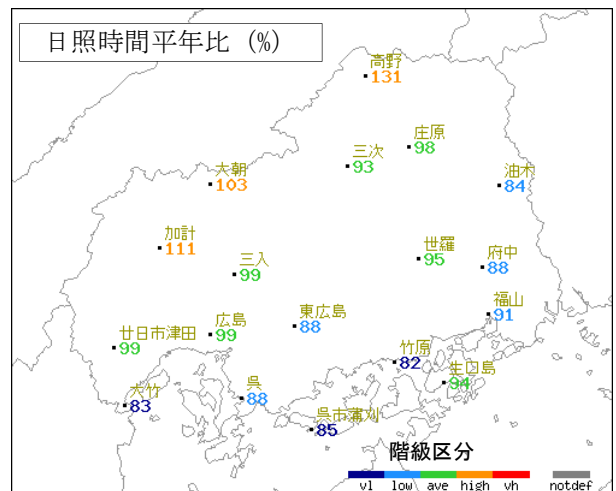 日照時間平年比 (%)
高野
131
庄原
98
三次
93
大朝
103
油木
84
加計
111
世羅
95
府中
88
三入
99
福山
91
東広島
88
広島
99
廿日市津田
99
竹原
82
生口島
94
大竹
83
呉
88
呉市蒲刈
85
階級区分
vl low ave high vh notdef